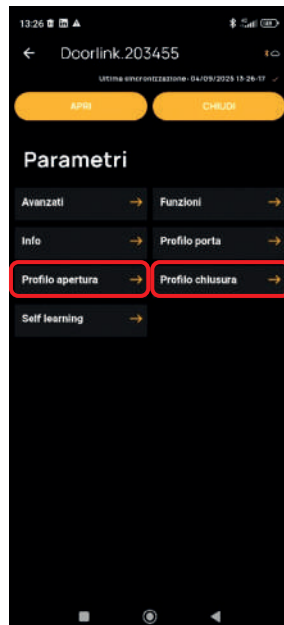 13:26
Doorlink.203455
Ultima sincronizzazione- 04/09/2025 13-26-17
APRI CHIUDI
Parametri
Avanzati → Funzioni →
Info → Profilo porta →
Profilo apertura → Profilo chiusura →
Self learning →